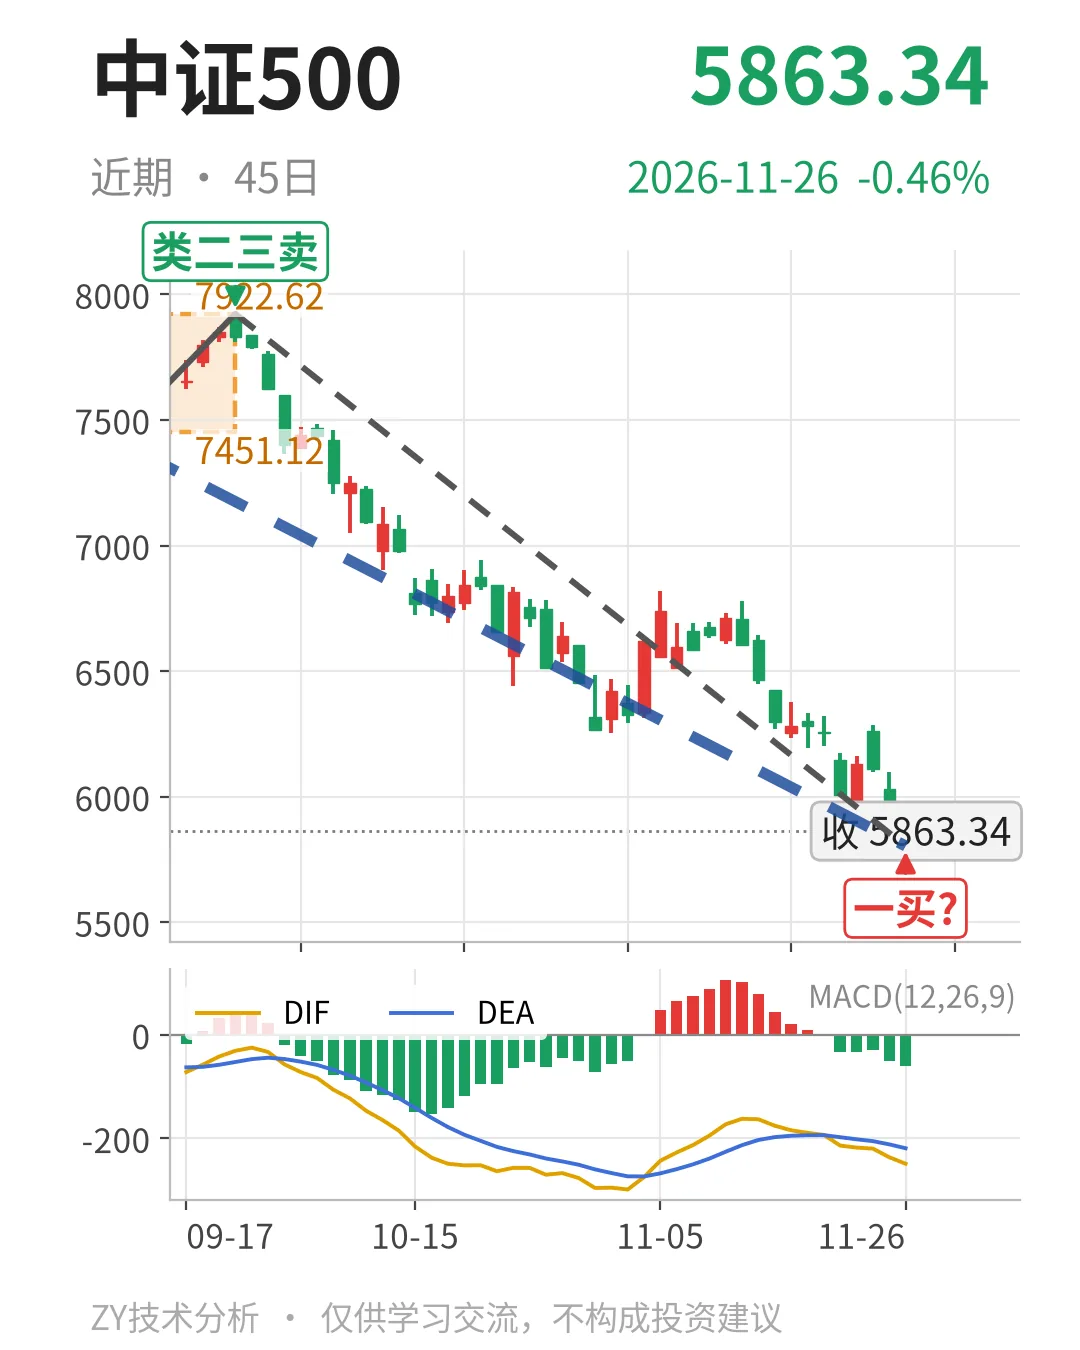 中证500
5863.34
近期 · 45日
2026-11-26 -0.46%
类二三卖
7922.62
8000
7500
7451.12
7000
6500
6000
收 5863.34
一买?
5500
DIF
DEA
MACD(12,26,9)
0
-200
09-17
10-15
11-05
11-26
ZY技术分析 · 仅供学习交流，不构成投资建议